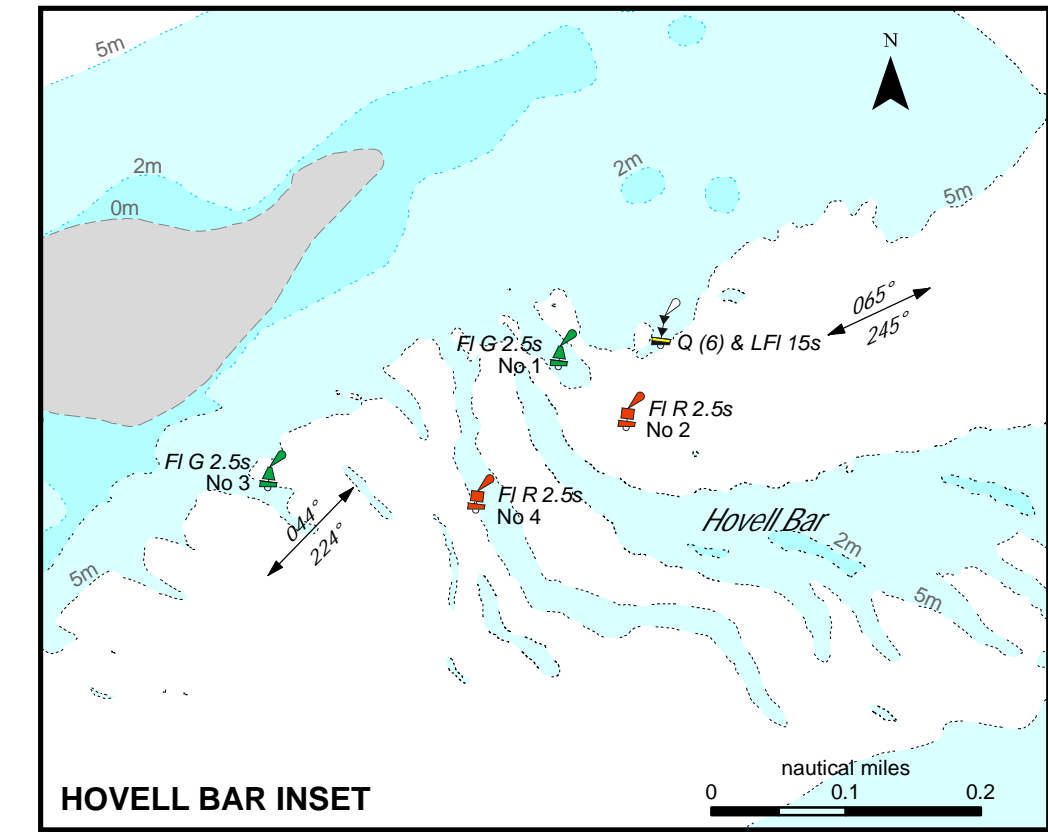 5m
N
2m
2m
0m
5m
065°
245°
Fl G 2.5s
No 1
Q (6) & LFl 15s
Fl R 2.5s
No 2
Fl G 2.5s
No 3
Fl R 2.5s
No 4
044°
224°
Hovell Bar
2m
5m
5m
nautical miles
0 0.1 0.2
HOVELL BAR INSET